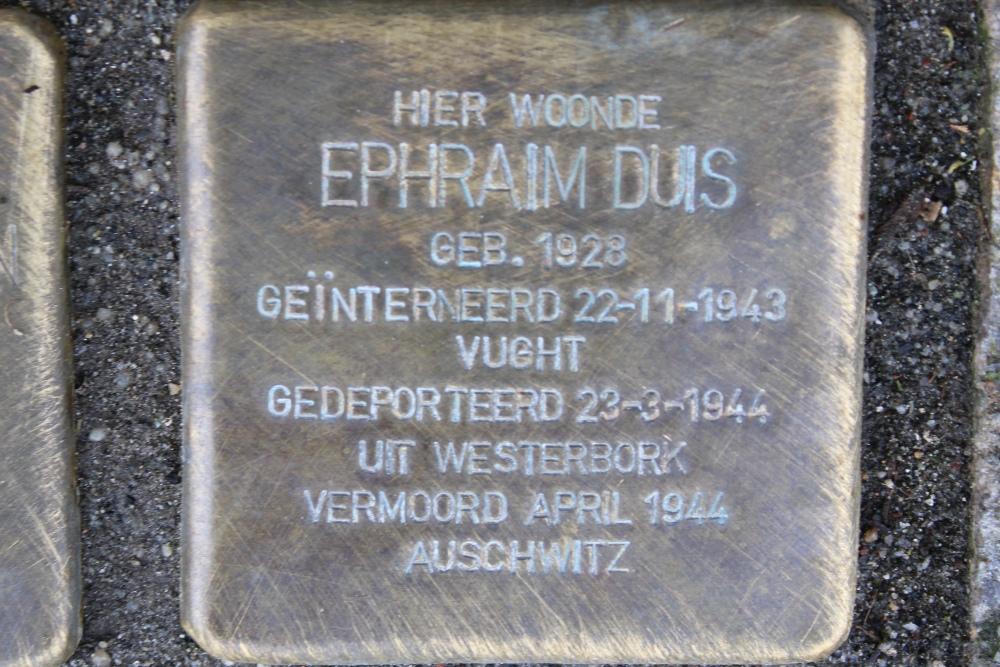 HIER WOONDE
EPHRAIM DUIS
GEB. 1928
GEÏNTERNEERD 22-11-1943
VUGHT
GEDEPORTEERD 23-3-1944
UIT WESTERBORK
VERMOORD APRIL 1944
AUSCHWITZ